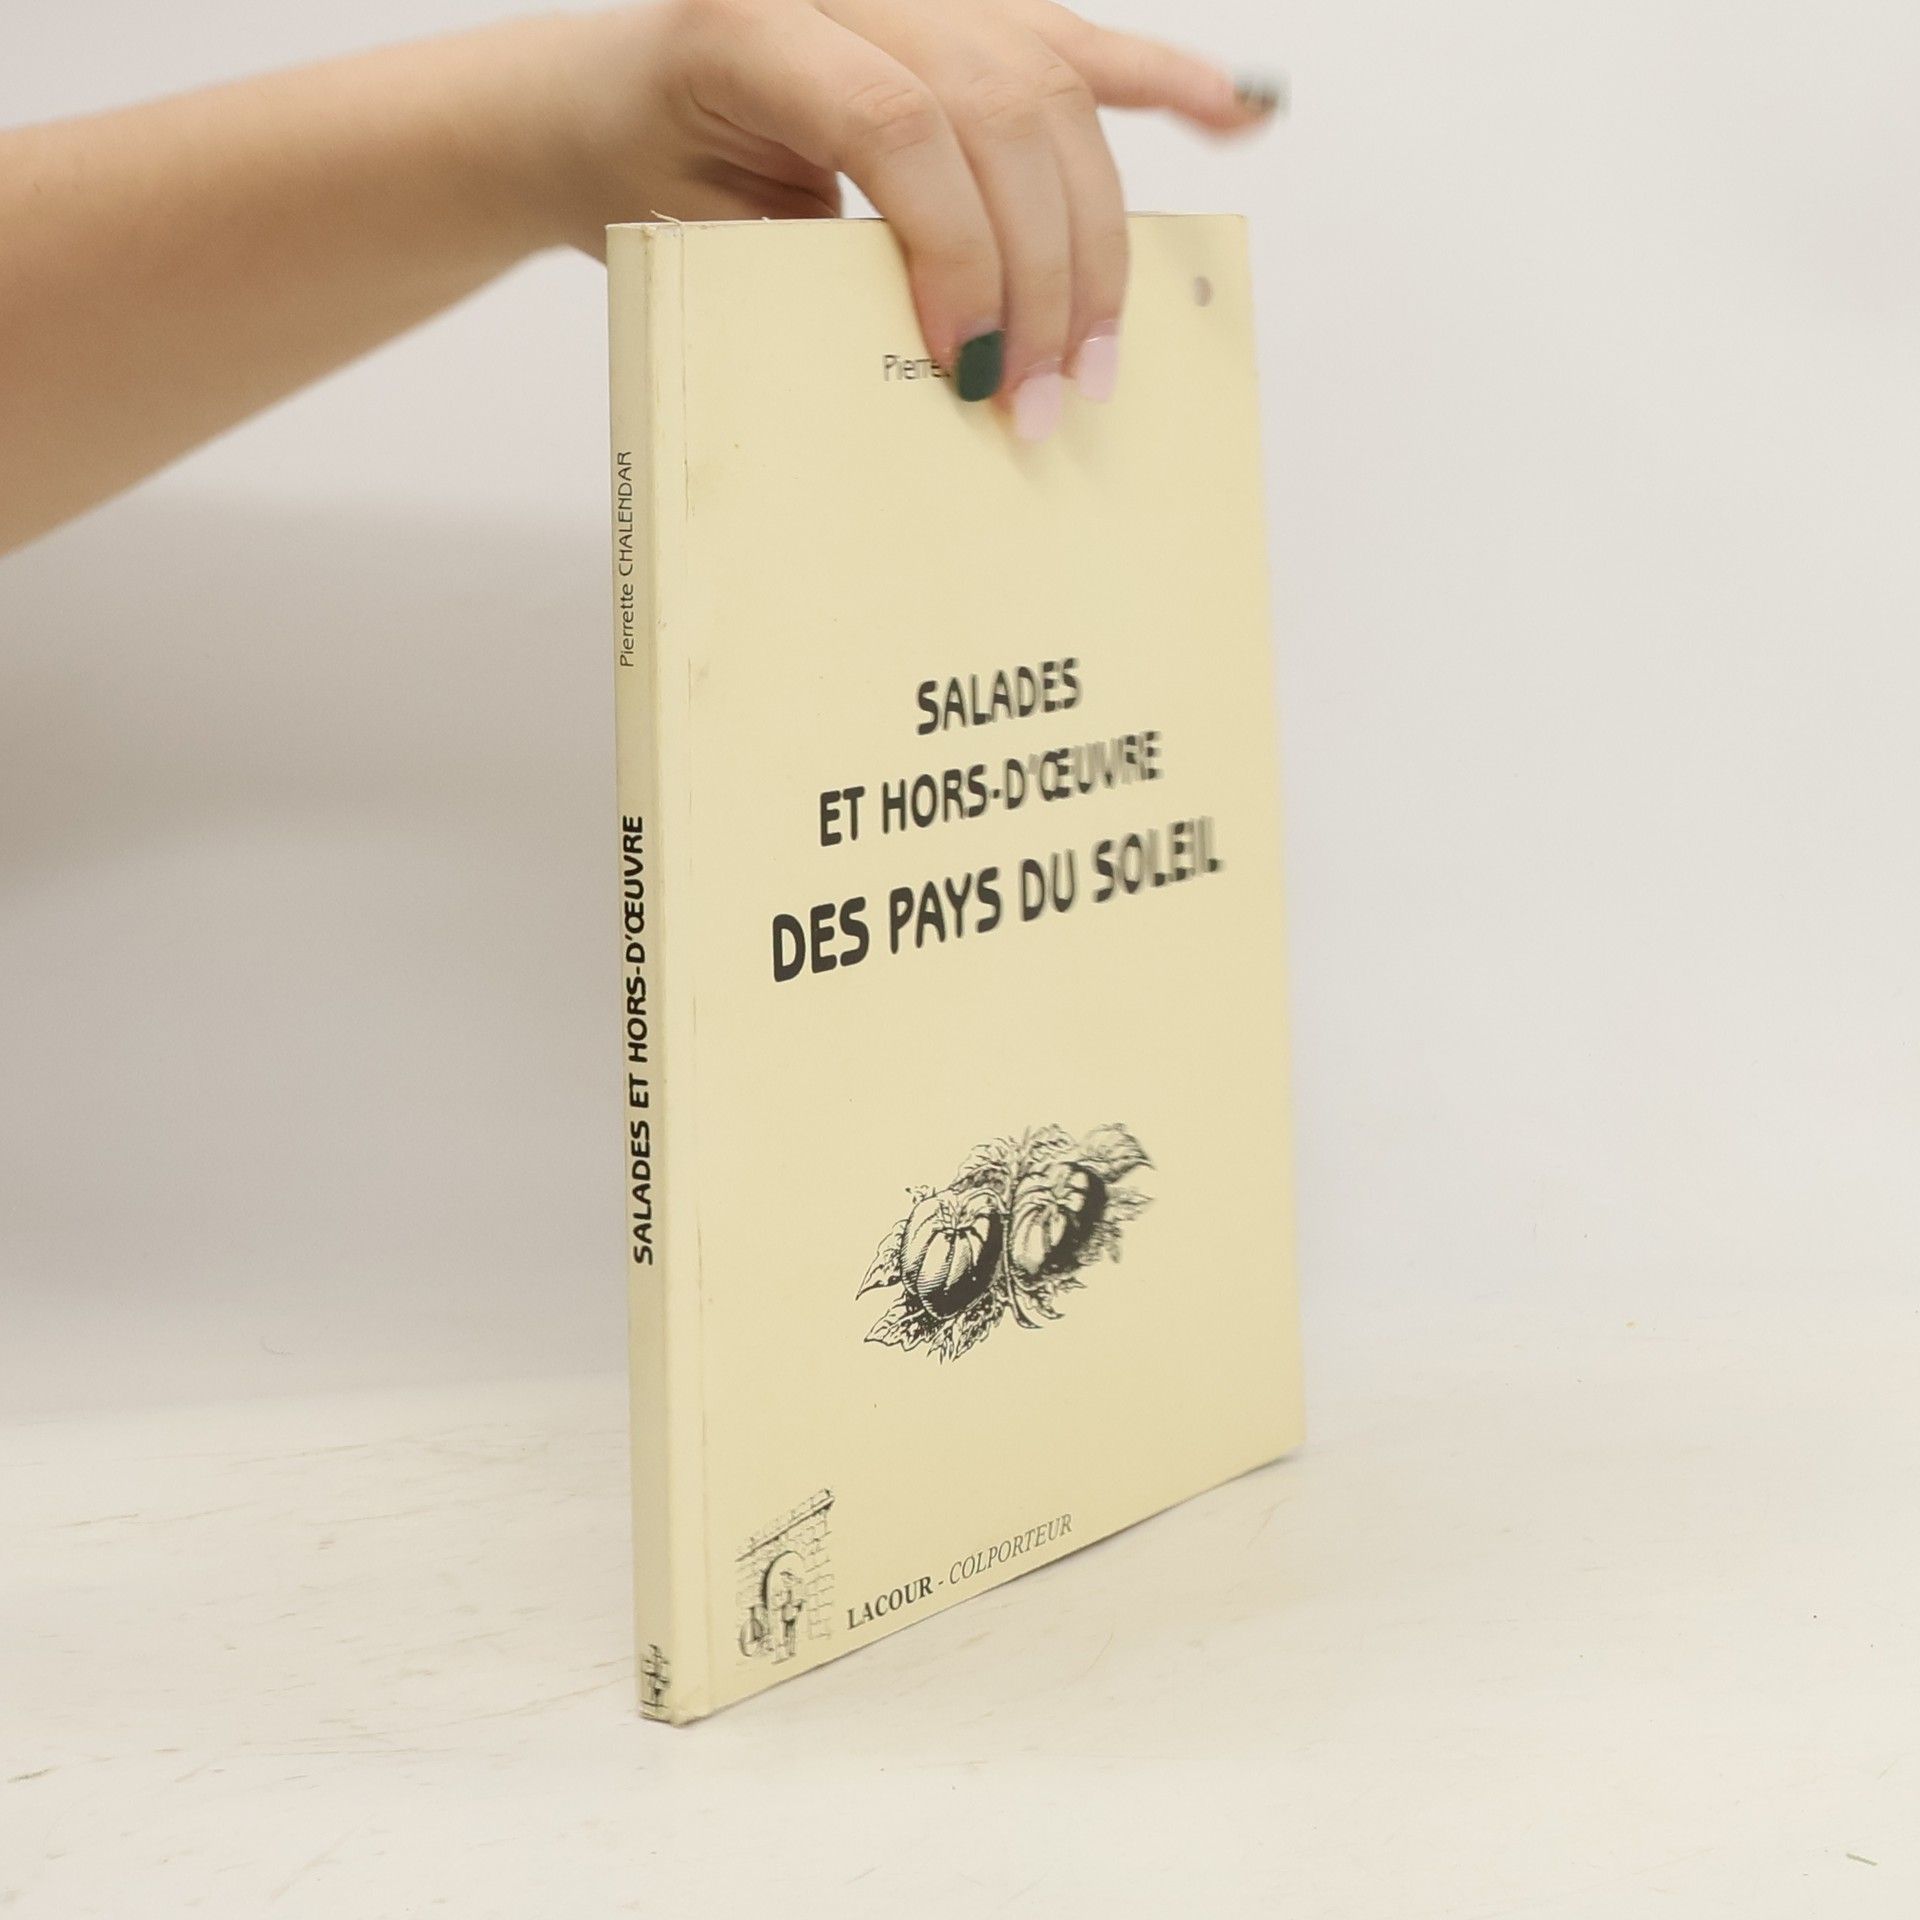 Pierrette CHALENDAR
SALADES ET HORS-D'ŒUVRE
SALADES
ET HORS-D'ŒUVRE
DES PAYS DU SOLEIL
LACOUR - COLPORTEUR